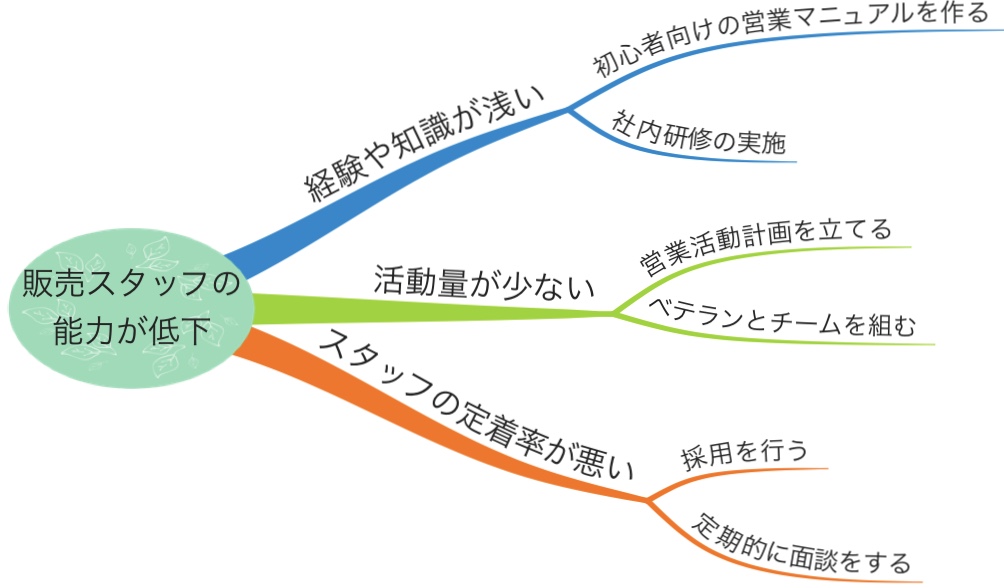 販売スタッフの
能力が低下
経験や知識が浅い
初心者向けの営業マニュアルを作る
社内研修の実施
活動量が少ない
営業活動計画を立てる
ベテランとチームを組む
スタッフの定着率が悪い
採用を行う
定期的に面談をする